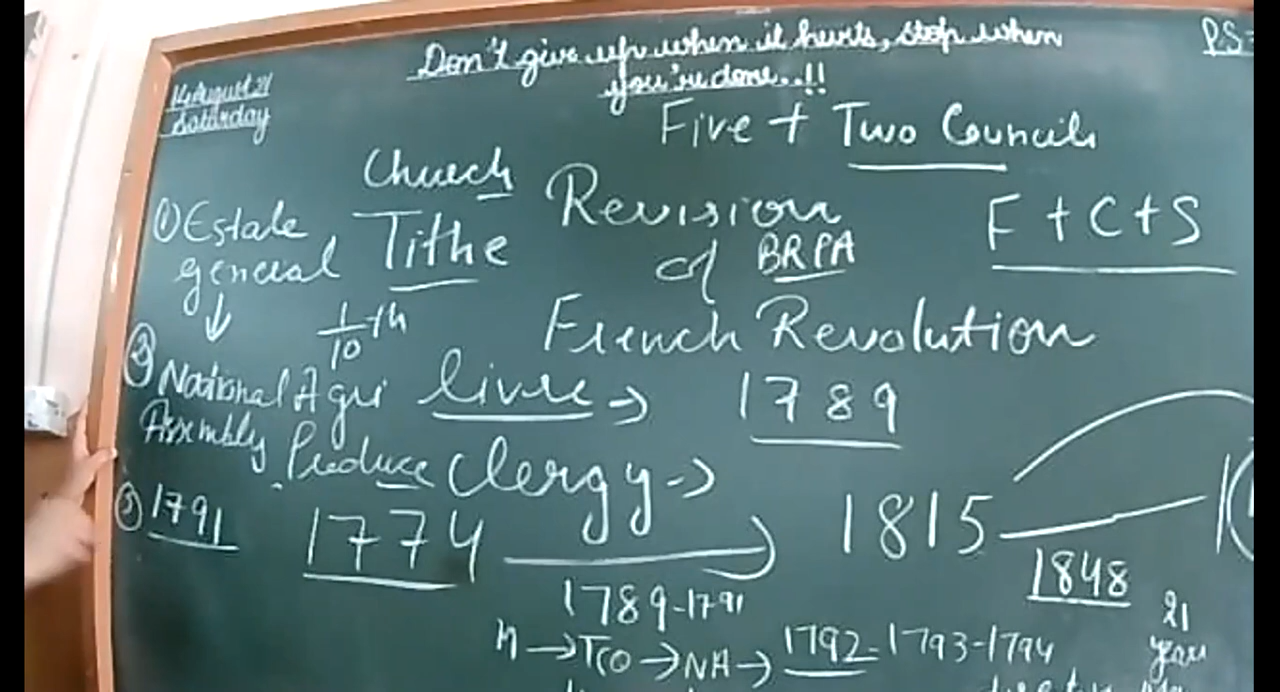 Don't give up when it hurts, stop when
you're done..!!
P.S
14 August 21
Saturday
Five + Two Councils
Church
① Estate
general
Tithe
Revision
of BRPA
F + C + S
1/10 th
French Revolution
② National
Assembly
Agri
Produce
livre →
1789
clergy →
③ 1791
1774
1815
1848
1789-1791
M → TCO → NA → 1792-1793-1794
21
year